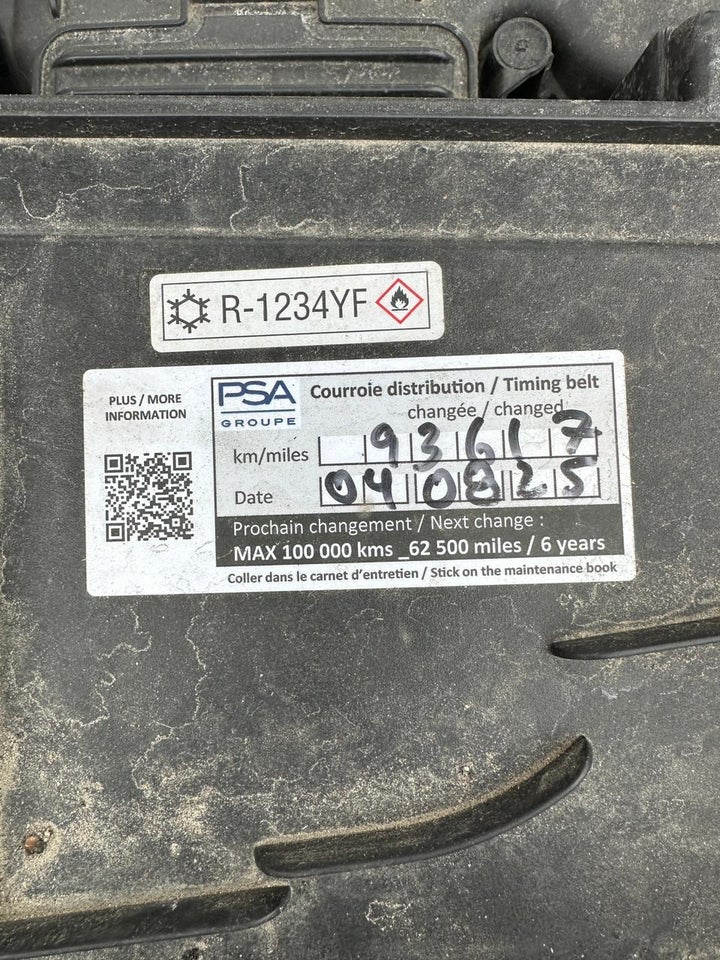 R-1234YF
PLUS / MORE
INFORMATION
PSA
GROUPE
Courroie distribution / Timing belt
changée / changed
km/miles 93617
Date 040825
Prochain changement / Next change :
MAX 100 000 kms _62 500 miles / 6 years
Coller dans le carnet d'entretien / Stick on the maintenance book